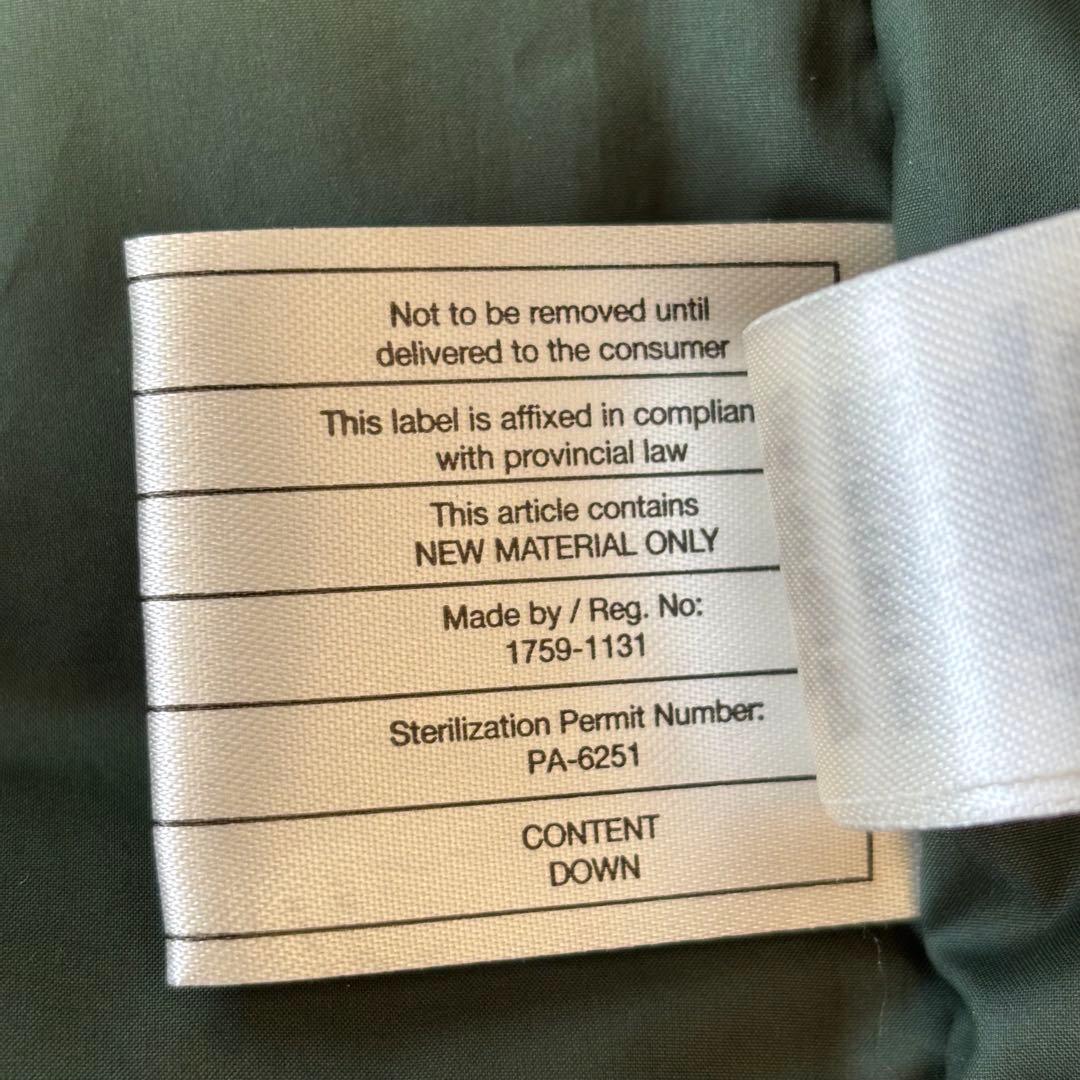 Not to be removed until
delivered to the consumer
This label is affixed in complian
with provincial law
This article contains
NEW MATERIAL ONLY
Made by / Reg. No:
1759-1131
Sterilization Permit Number:
PA-6251
CONTENT
DOWN